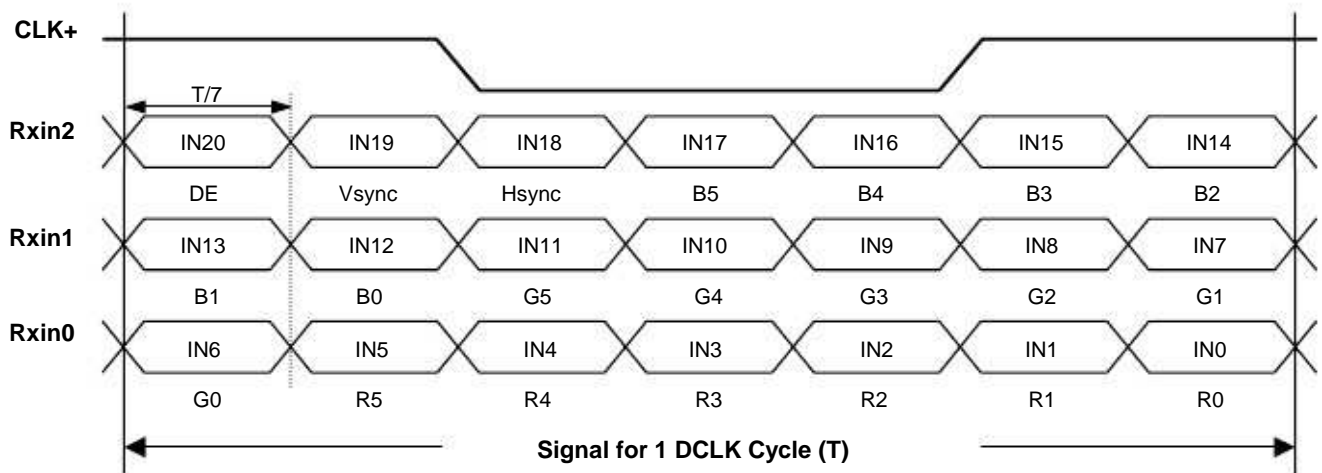 CLK+
T/7
Rxin2 IN20 IN19 IN18 IN17 IN16 IN15 IN14
DE Vsync Hsync B5 B4 B3 B2
Rxin1 IN13 IN12 IN11 IN10 IN9 IN8 IN7
B1 B0 G5 G4 G3 G2 G1
Rxin0 IN6 IN5 IN4 IN3 IN2 IN1 IN0
G0 R5 R4 R3 R2 R1 R0
Signal for 1 DCLK Cycle (T)